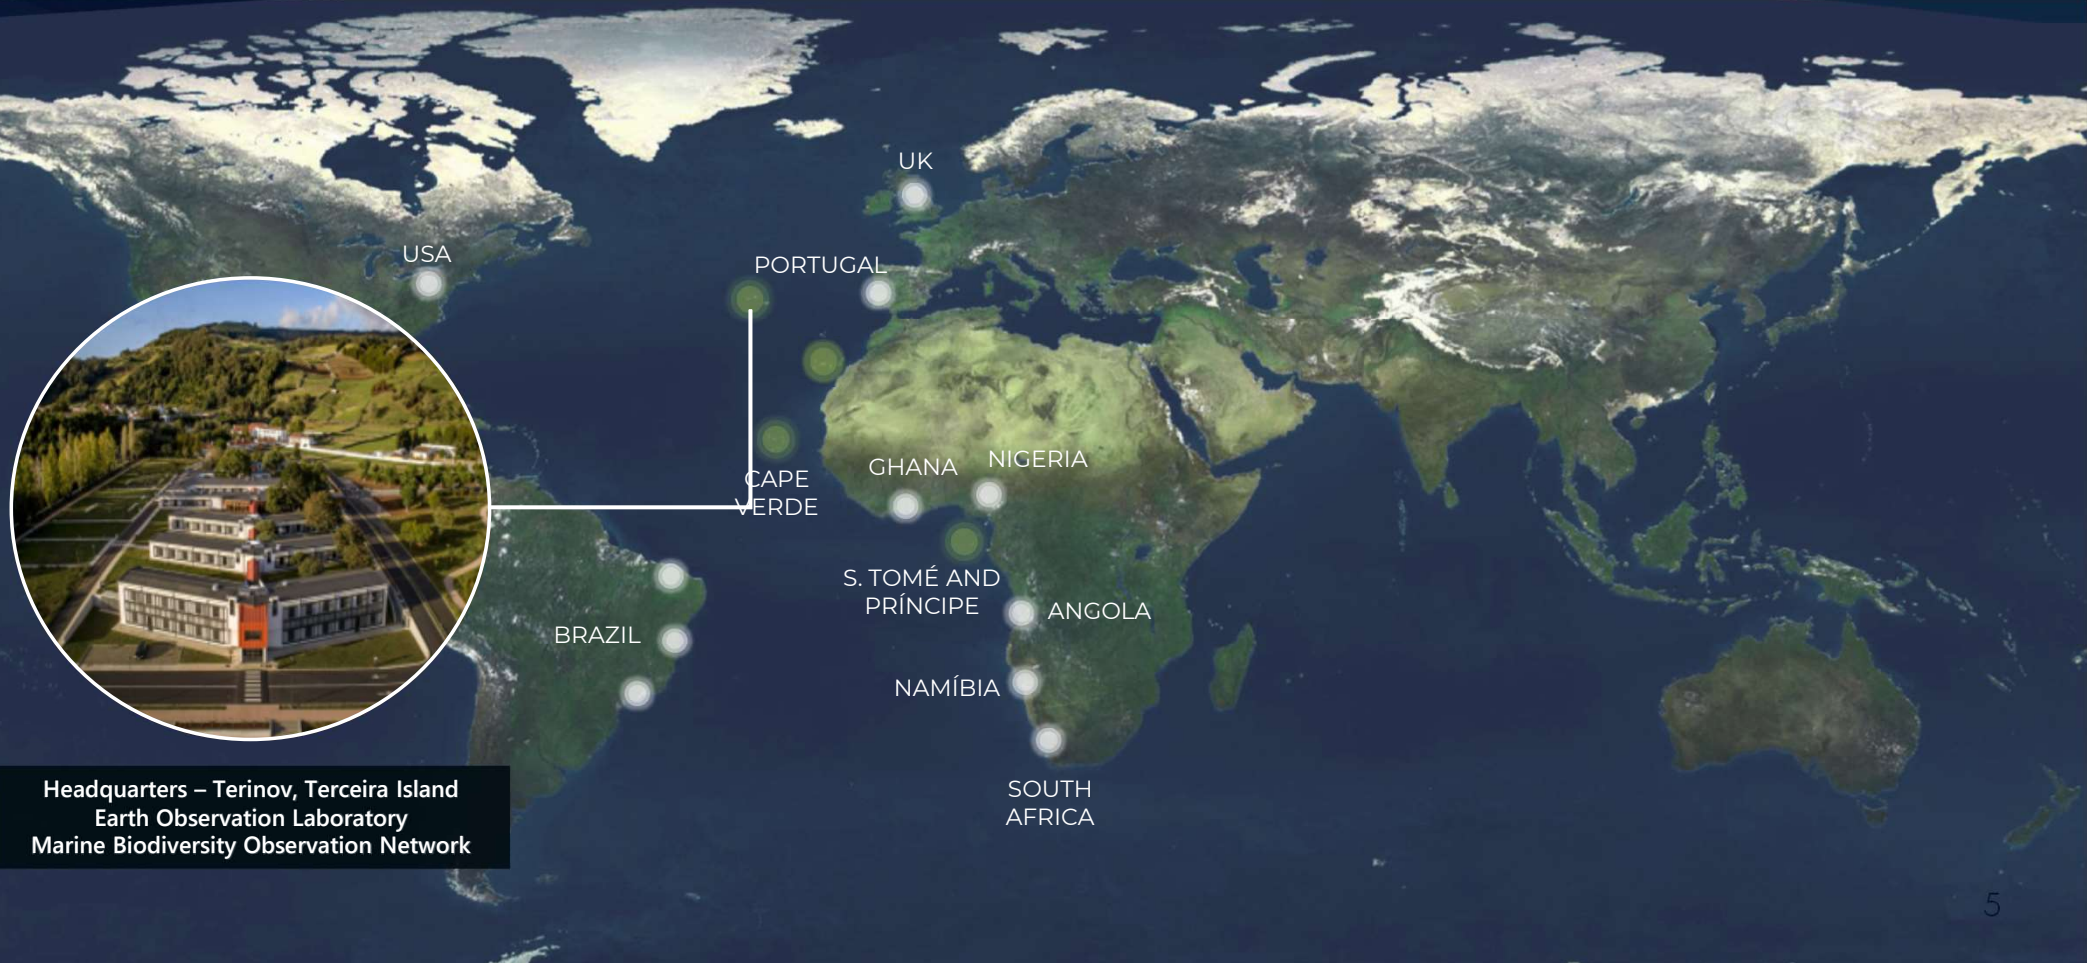 UK
USA
PORTUGAL
NIGERIA
GHANA
CAPE
VERDE
S. TOMÉ AND
PRÍNCIPE
ANGOLA
BRAZIL
NAMÍBIA
SOUTH
AFRICA
Headquarters – Terinov, Terceira Island
Earth Observation Laboratory
Marine Biodiversity Observation Network
5